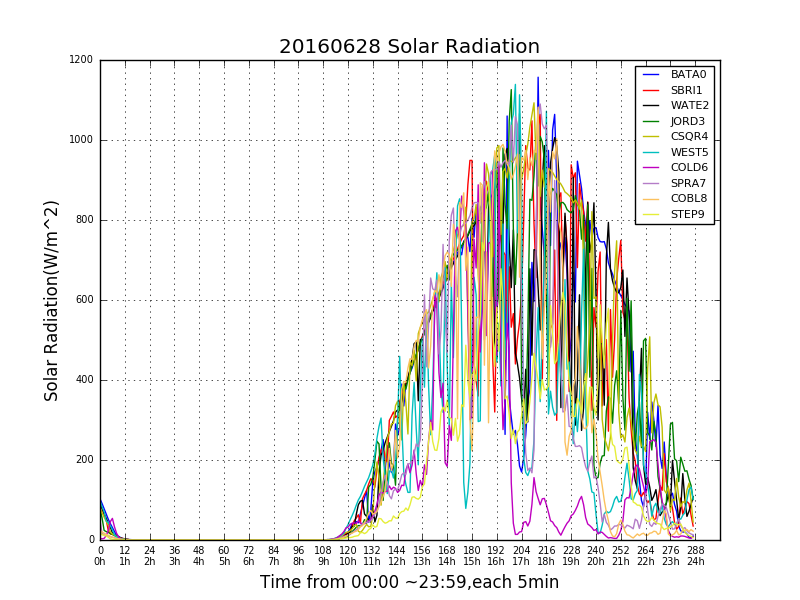 20160628 Solar Radiation
1200
1000
800
600
400
200
0
Solar Radiation(W/m^2)
BATA0
SBRI1
WATE2
JORD3
CSQR4
WEST5
COLD6
SPRA7
COBL8
STEP9
0 12 24 36 48 60 72 84 96 108 120 132 144 156 168 180 192 204 216 228 240 252 264 276 288
0h 1h 2h 3h 4h 5h 6h 7h 8h 9h 10h 11h 12h 13h 14h 15h 16h 17h 18h 19h 20h 21h 22h 23h 24h
Time from 00:00 ~23:59,each 5min